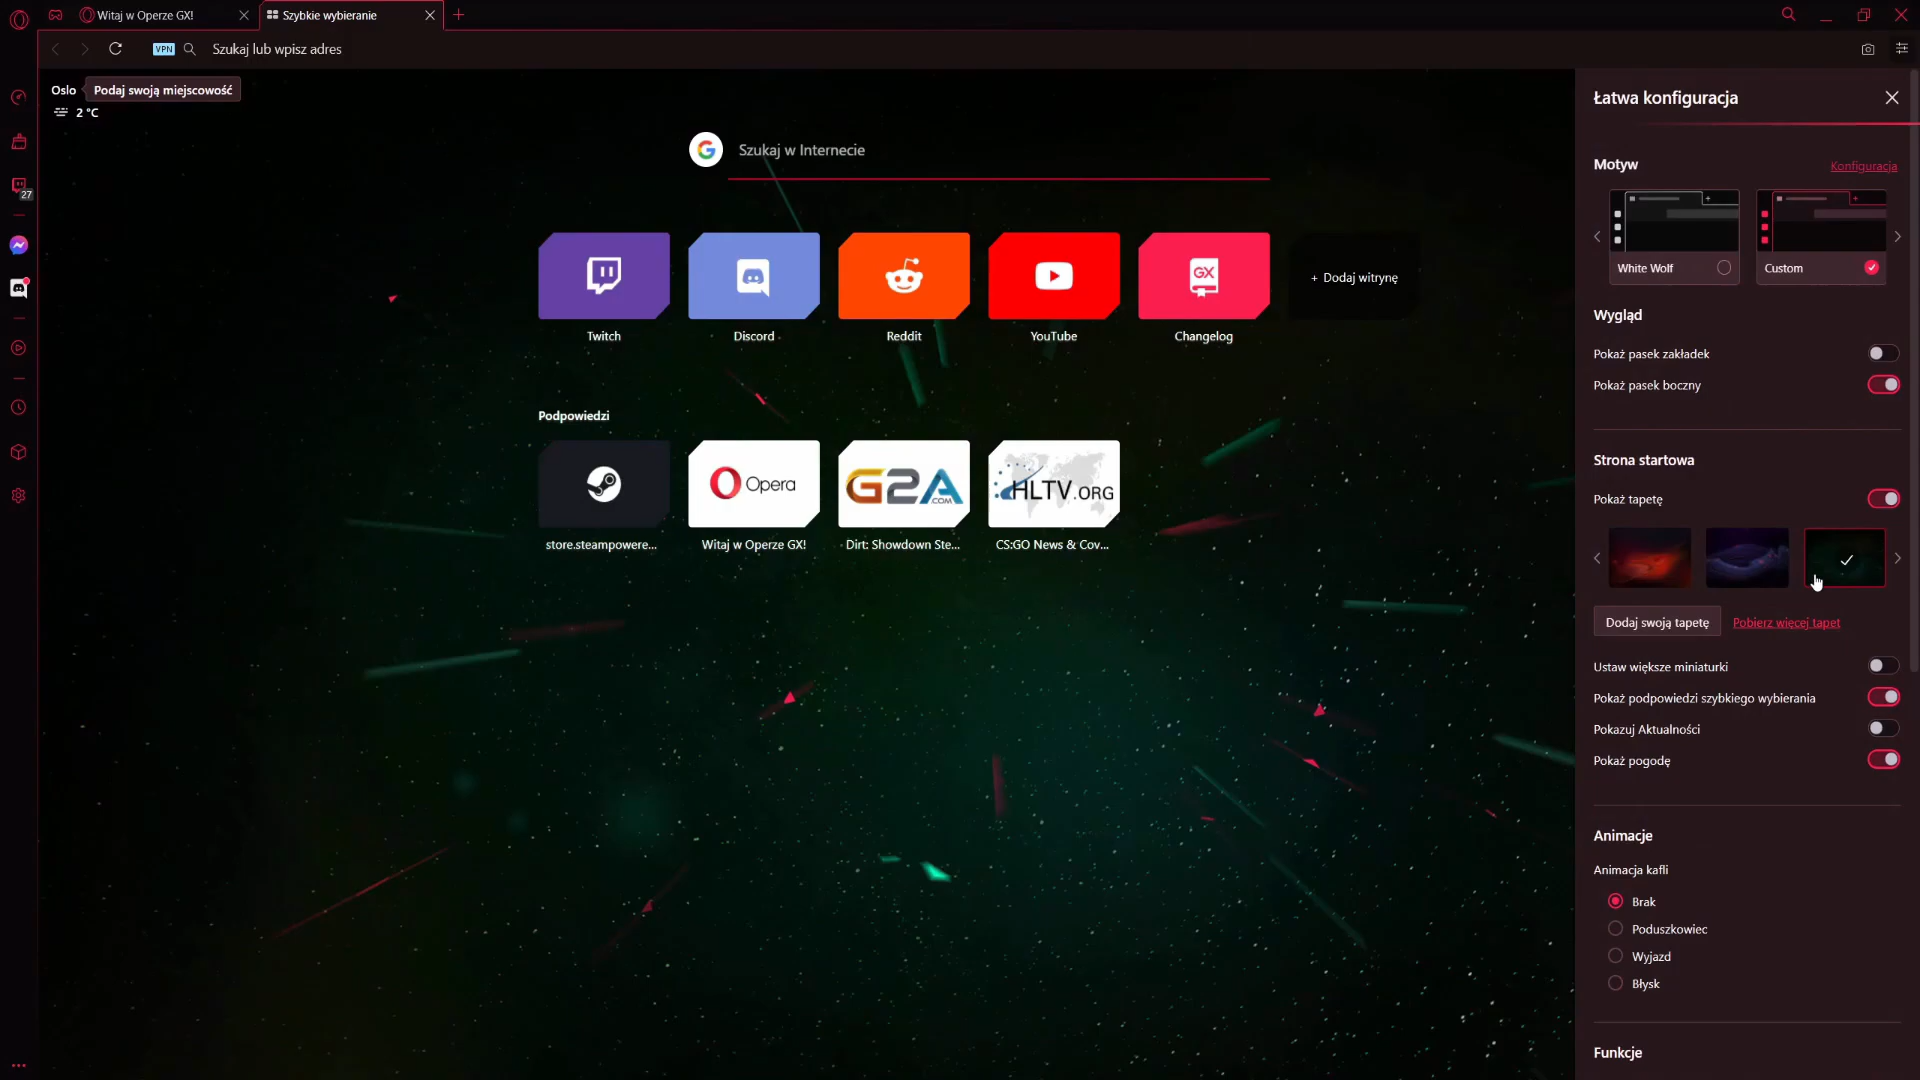 Witaj w Operze GX!
Szybkie wybieranie
VPN
Szukaj lub wpisz adres
Oslo
Podaj swoją miejscowość
2 °C
27
Szukaj w Internecie
Twitch
Discord
Reddit
YouTube
GX
Changelog
+ Dodaj witrynę
Podpowiedzi
Opera
G2A
.COM
HLTV.ORG
store.steampowere...
Witaj w Operze GX!
Dirt: Showdown Ste...
CS:GO News & Cov...
Łatwa konfiguracja
Motyw
Konfiguracja
White Wolf
Custom
Wygląd
Pokaż pasek zakładek
Pokaż pasek boczny
Strona startowa
Pokaż tapetę
Dodaj swoją tapetę
Pobierz więcej tapet
Ustaw większe miniaturki
Pokaż podpowiedzi szybkiego wybierania
Pokazuj Aktualności
Pokaż pogodę
Animacje
Animacja kafli
Brak
Poduszkowiec
Wyjazd
Błysk
Funkcje